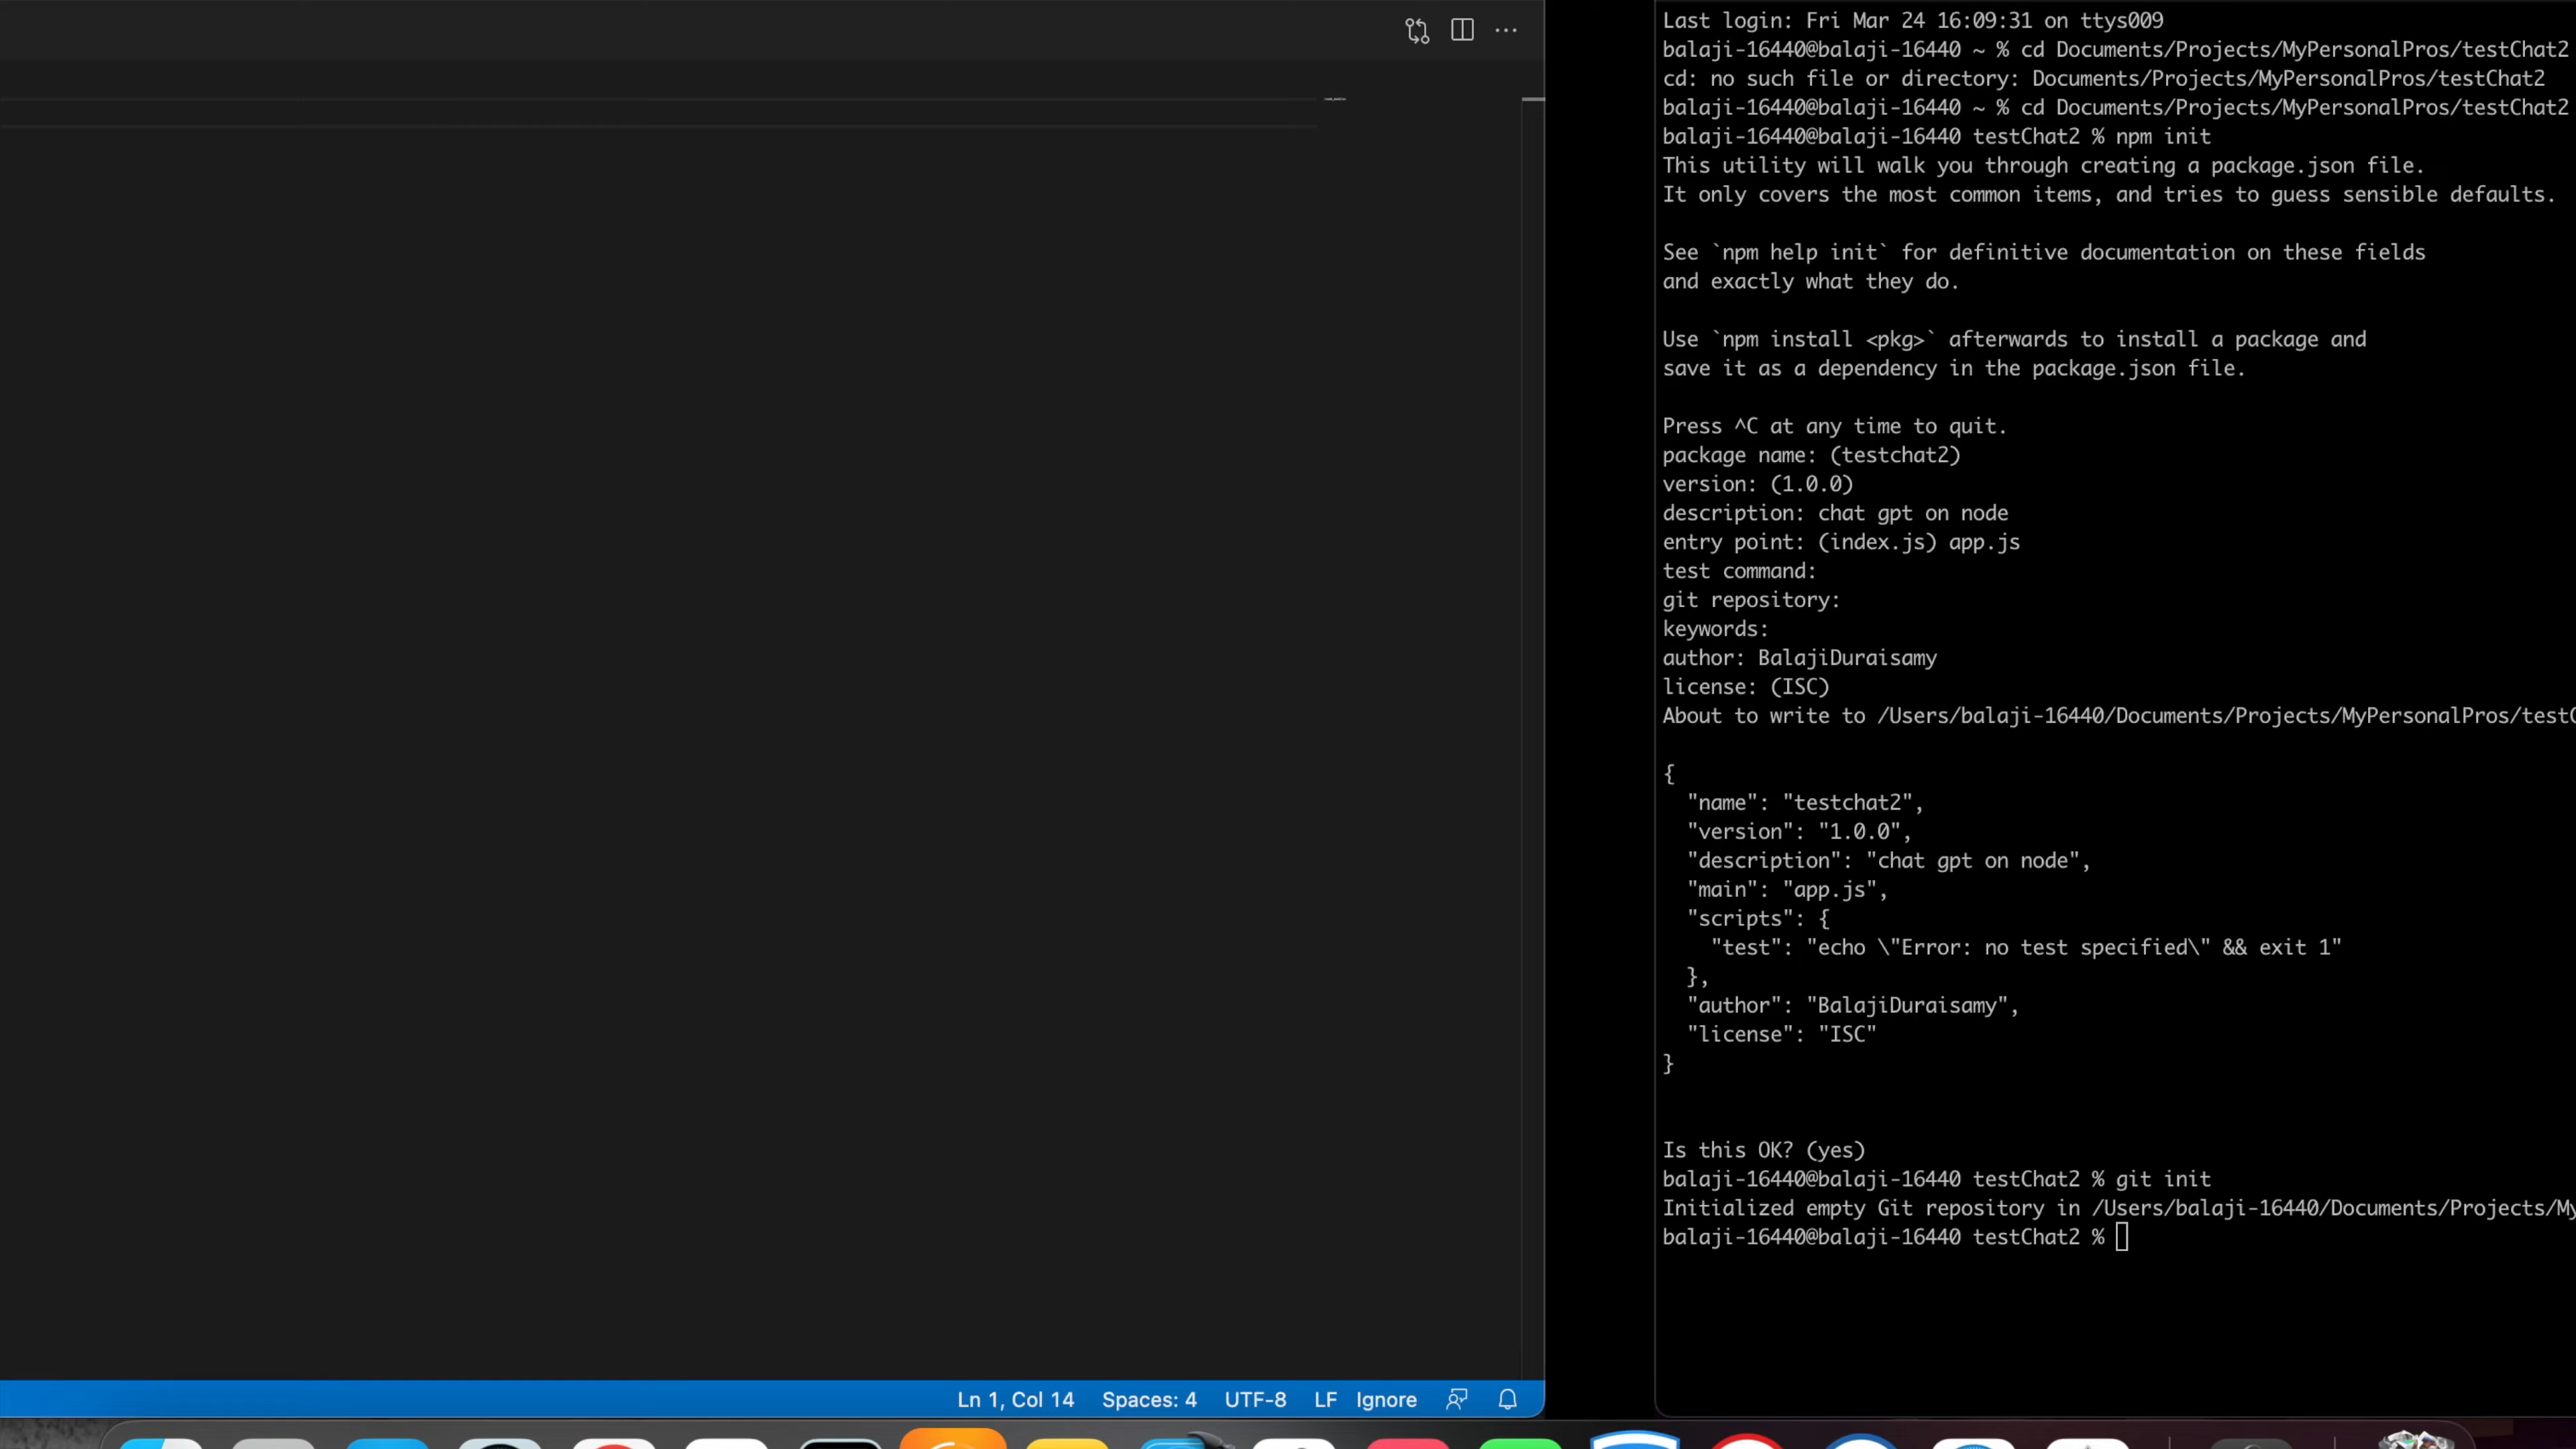 Last login: Fri Mar 24 16:09:31 on ttys009
balaji-16440@balaji-16440 ~ % cd Documents/Projects/MyPersonalPros/testChat2
cd: no such file or directory: Documents/Projects/MyPersonalPros/testChat2
balaji-16440@balaji-16440 ~ % cd Documents/Projects/MyPersonalPros/testChat2
balaji-16440@balaji-16440 testChat2 % npm init
This utility will walk you through creating a package.json file.
It only covers the most common items, and tries to guess sensible defaults.
See `npm help init` for definitive documentation on these fields
and exactly what they do.
Use `npm install <pkg>` afterwards to install a package and
save it as a dependency in the package.json file.
Press ^C at any time to quit.
package name: (testchat2)
version: (1.0.0)
description: chat gpt on node
entry point: (index.js) app.js
test command:
git repository:
keywords:
author: BalajiDuraisamy
license: (ISC)
About to write to /Users/balaji-16440/Documents/Projects/MyPersonalPros/testC
{
  "name": "testchat2",
  "version": "1.0.0",
  "description": "chat gpt on node",
  "main": "app.js",
  "scripts": {
    "test": "echo \"Error: no test specified\" && exit 1"
  },
  "author": "BalajiDuraisamy",
  "license": "ISC"
}
Is this OK? (yes)
balaji-16440@balaji-16440 testChat2 % git init
Initialized empty Git repository in /Users/balaji-16440/Documents/Projects/My
balaji-16440@balaji-16440 testChat2 %
Ln 1, Col 14 Spaces: 4 UTF-8 LF Ignore